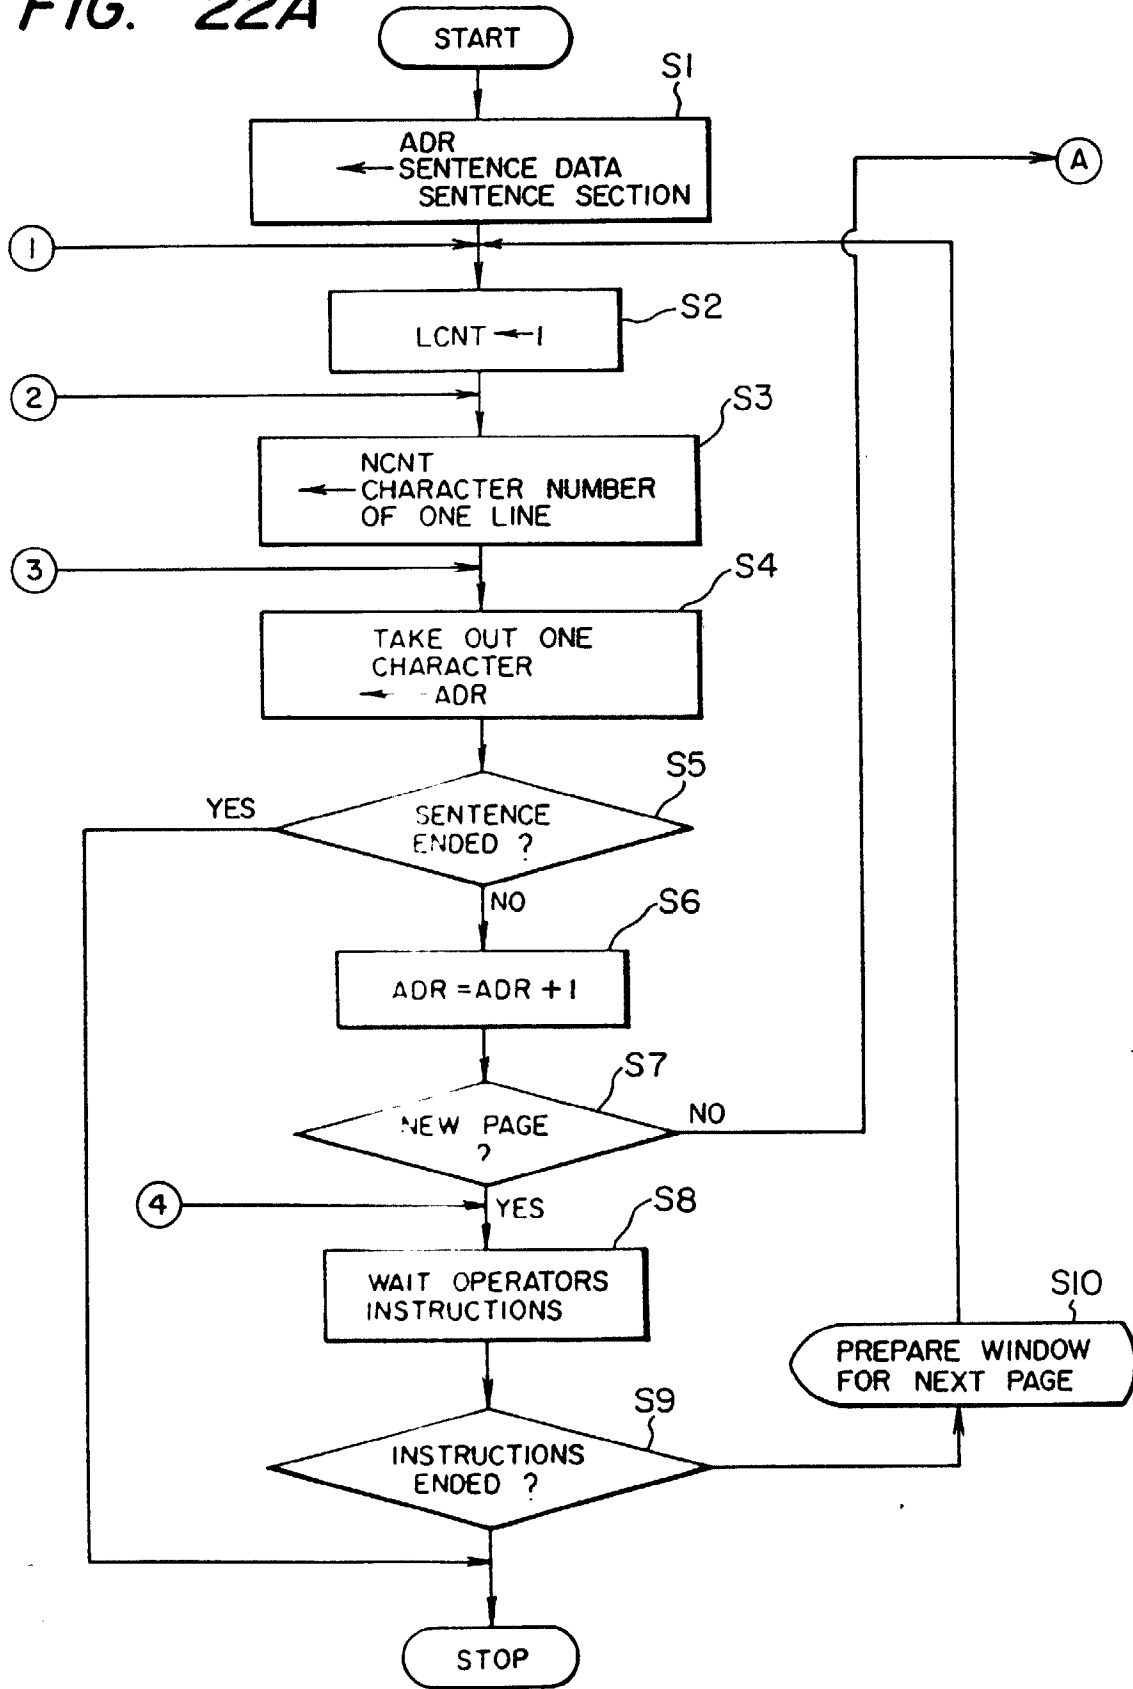 FIG. 22A
START
S1
ADR
← SENTENCE DATA
SENTENCE SECTION
A
1
S2
LCNT ← 1
2
S3
NCNT
← CHARACTER NUMBER
OF ONE LINE
3
S4
TAKE OUT ONE
CHARACTER
← ADR
S5
YES
SENTENCE
ENDED ?
NO
S6
ADR = ADR + 1
S7
NEW PAGE
?
NO
4
YES
S8
WAIT OPERATORS
INSTRUCTIONS
S10
PREPARE WINDOW
FOR NEXT PAGE
S9
INSTRUCTIONS
ENDED ?
STOP